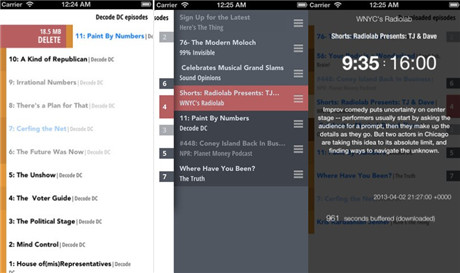 12:24 AM
Decode DC episodes
18.5 MB
DELETE
11: Paint By Numbers | Decode DC
10: A Kind of Republican | Decode DC
9: Irrational Numbers | Decode DC
8: There's a Plan for That | Decode DC
7: Cerfing the Net | Decode DC
6: The Future Was Now | Decode DC
5: The Unshow | Decode DC
4: The Voter Guide | Decode DC
3: The Political Stage | Decode DC
2: Mind Control | Decode DC
1: House of(mis)Representatives | Decode DC
12:25 AM
Sign Up for the Latest
Here's The Thing
2
76- The Modern Moloch
99% Invisible
Celebrates Musical Grand Slams
Sound Opinions
6
Shorts: Radiolab Presents: TJ...
WNYC's Radiolab
4
11: Paint By Numbers
Decode DC
#448: Coney Island Back In Bus...
NPR: Planet Money Podcast
5
Where Have You Been?
The Truth
7
12:25 AM
WNYC's Radiolab
Shorts: Radiolab Presents: TJ & Dave
9:35 : 16:00
Improv comedy puts uncertainty on center
stage -- performers usually start by asking the
audience for a prompt, then they make up the
details as they go. But two actors in Chicago
are taking this idea to its absolute limit, and
finding ways to navigate the unknown.
2013-04-02 21:27:00 +0000
961 seconds buffered (downloaded)